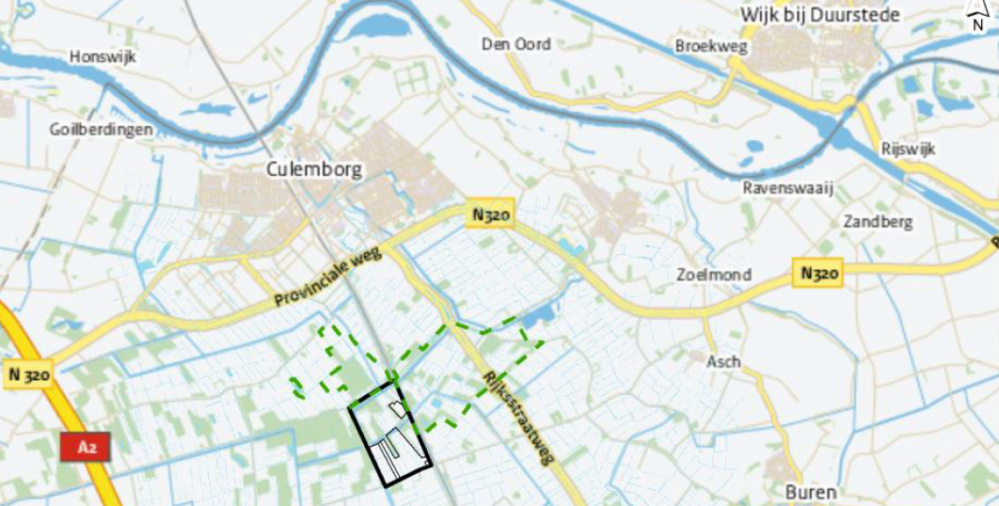 Wijk bij Duurstede
N
Den Oord
Broekweg
Honswijk
Goilberdingen
Rijswijk
Culemborg
Ravenswaaij
N320
Zandberg
Provinciale weg
Zoelmond
N320
Asch
N 320
Rijksstraatweg
A2
Buren